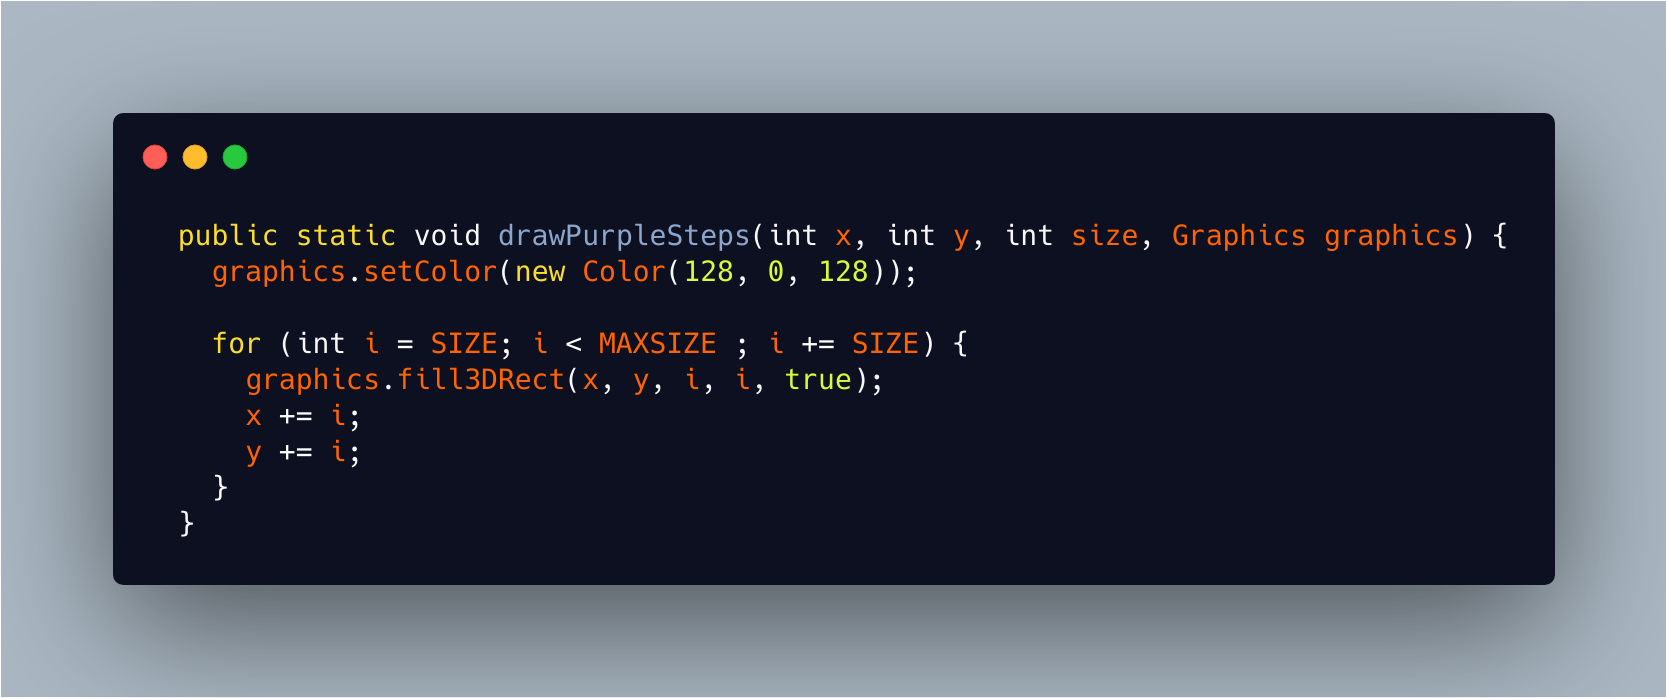 public static void drawPurpleSteps(int x, int y, int size, Graphics graphics) {
  graphics.setColor(new Color(128, 0, 128));

  for (int i = SIZE; i < MAXSIZE ; i += SIZE) {
    graphics.fill3DRect(x, y, i, i, true);
    x += i;
    y += i;
  }
}